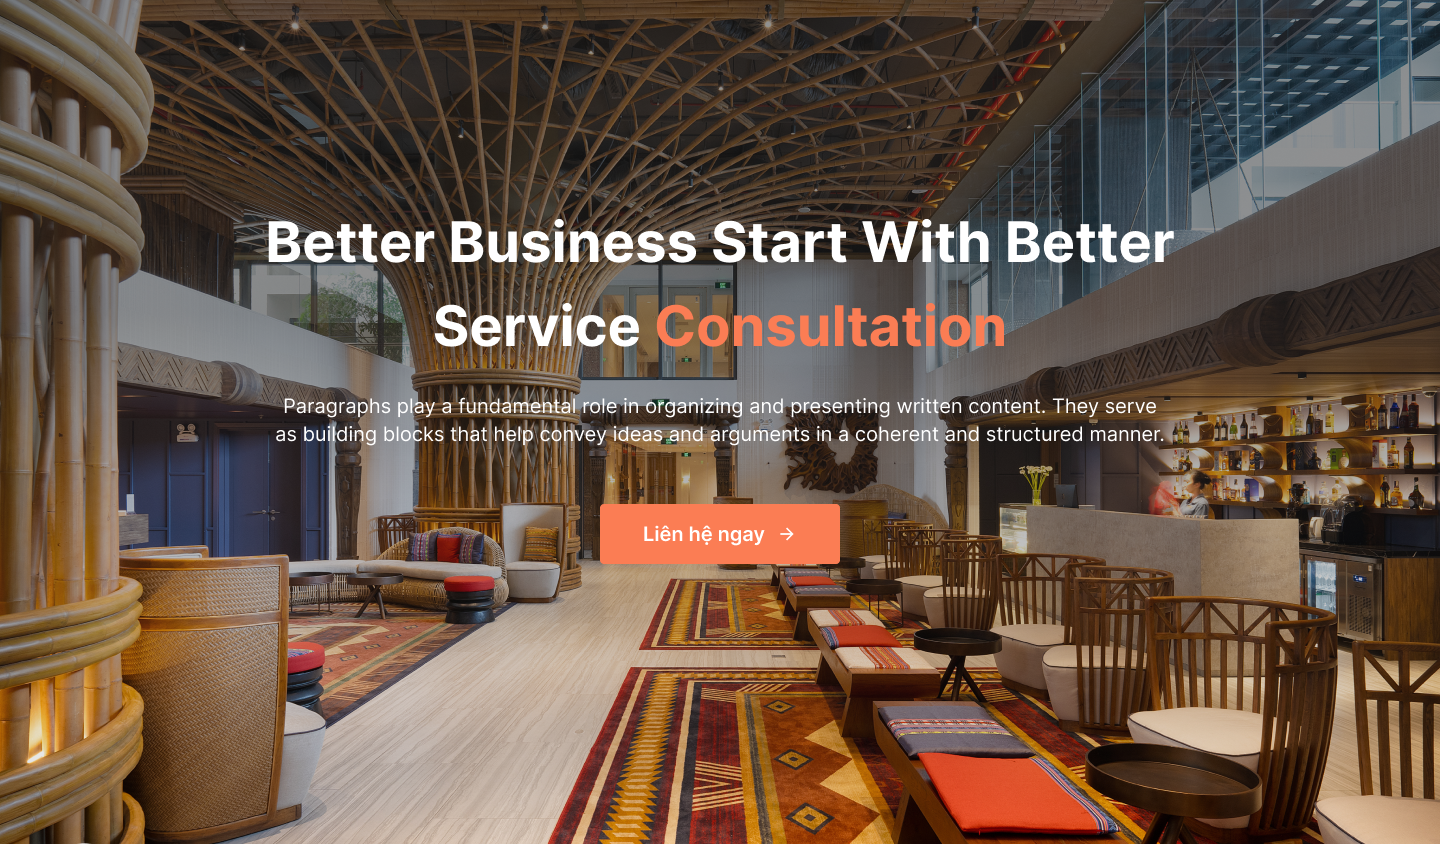 Better Business Start With Better
Service Consultation
Paragraphs play a fundamental role in organizing and presenting written content. They serve
as building blocks that help convey ideas and arguments in a coherent and structured manner.
Liên hệ ngay →